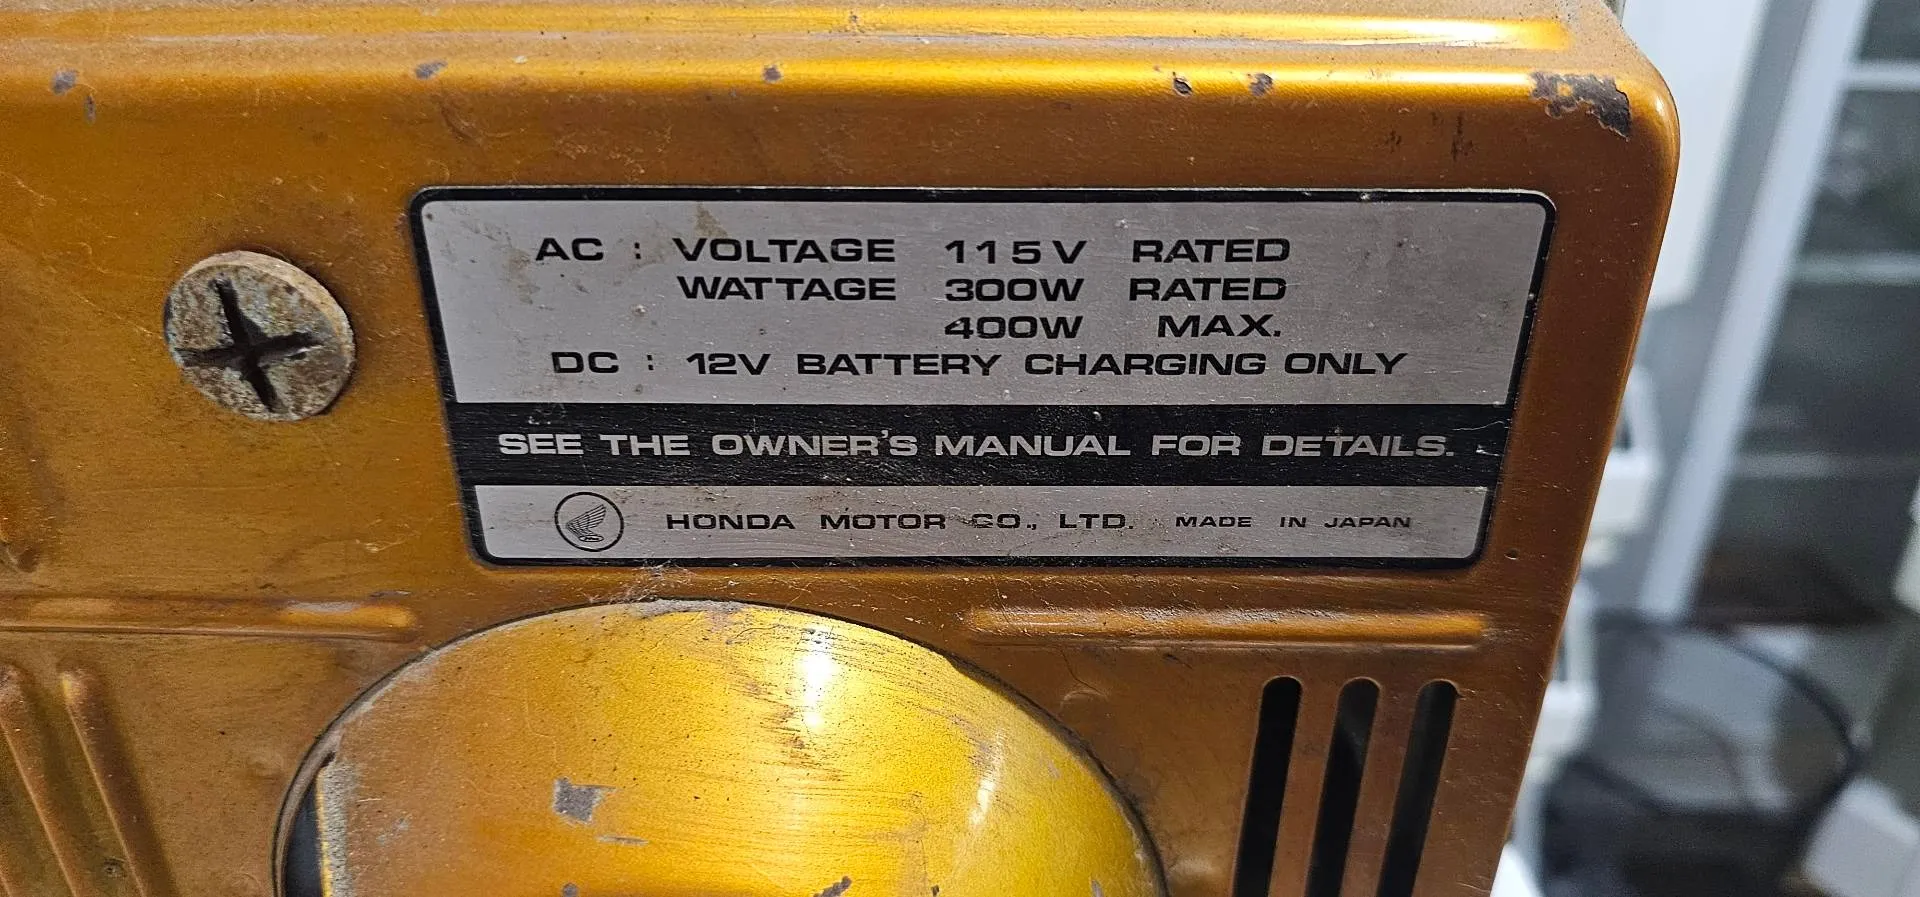 AC : VOLTAGE 115V RATED
WATTAGE 300W RATED
400W MAX.
DC : 12V BATTERY CHARGING ONLY
SEE THE OWNER'S MANUAL FOR DETAILS.
HONDA MOTOR CO., LTD. MADE IN JAPAN